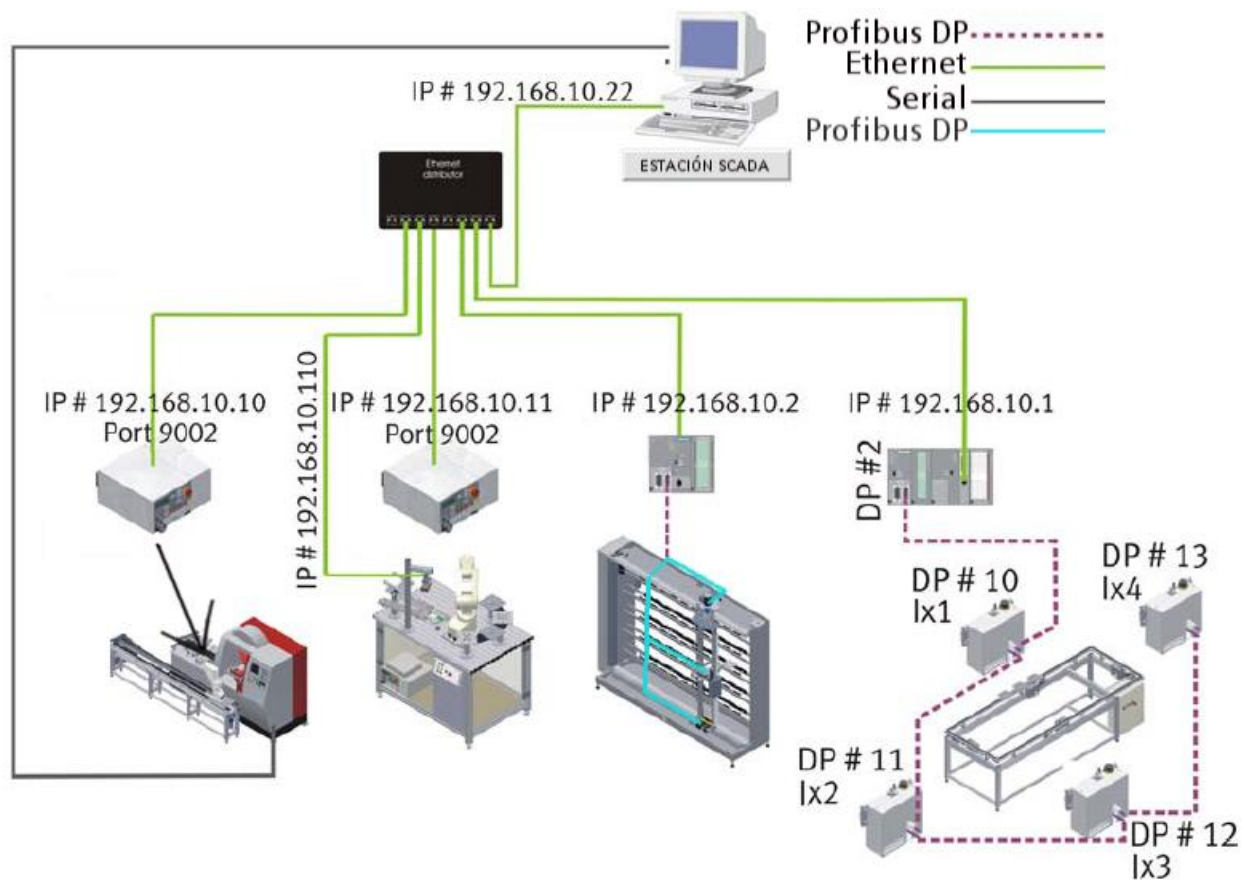 Profibus DP
Ethernet
Serial
Profibus DP
IP # 192.168.10.22
ESTACIÓN SCADA
Ethernet
distributor
IP # 192.168.10.10
Port 9002
IP # 192.168.10.110
IP # 192.168.10.11
Port 9002
IP # 192.168.10.2
IP # 192.168.10.1
DP #2
DP # 10
Ix1
DP # 13
Ix4
DP # 11
Ix2
DP # 12
Ix3